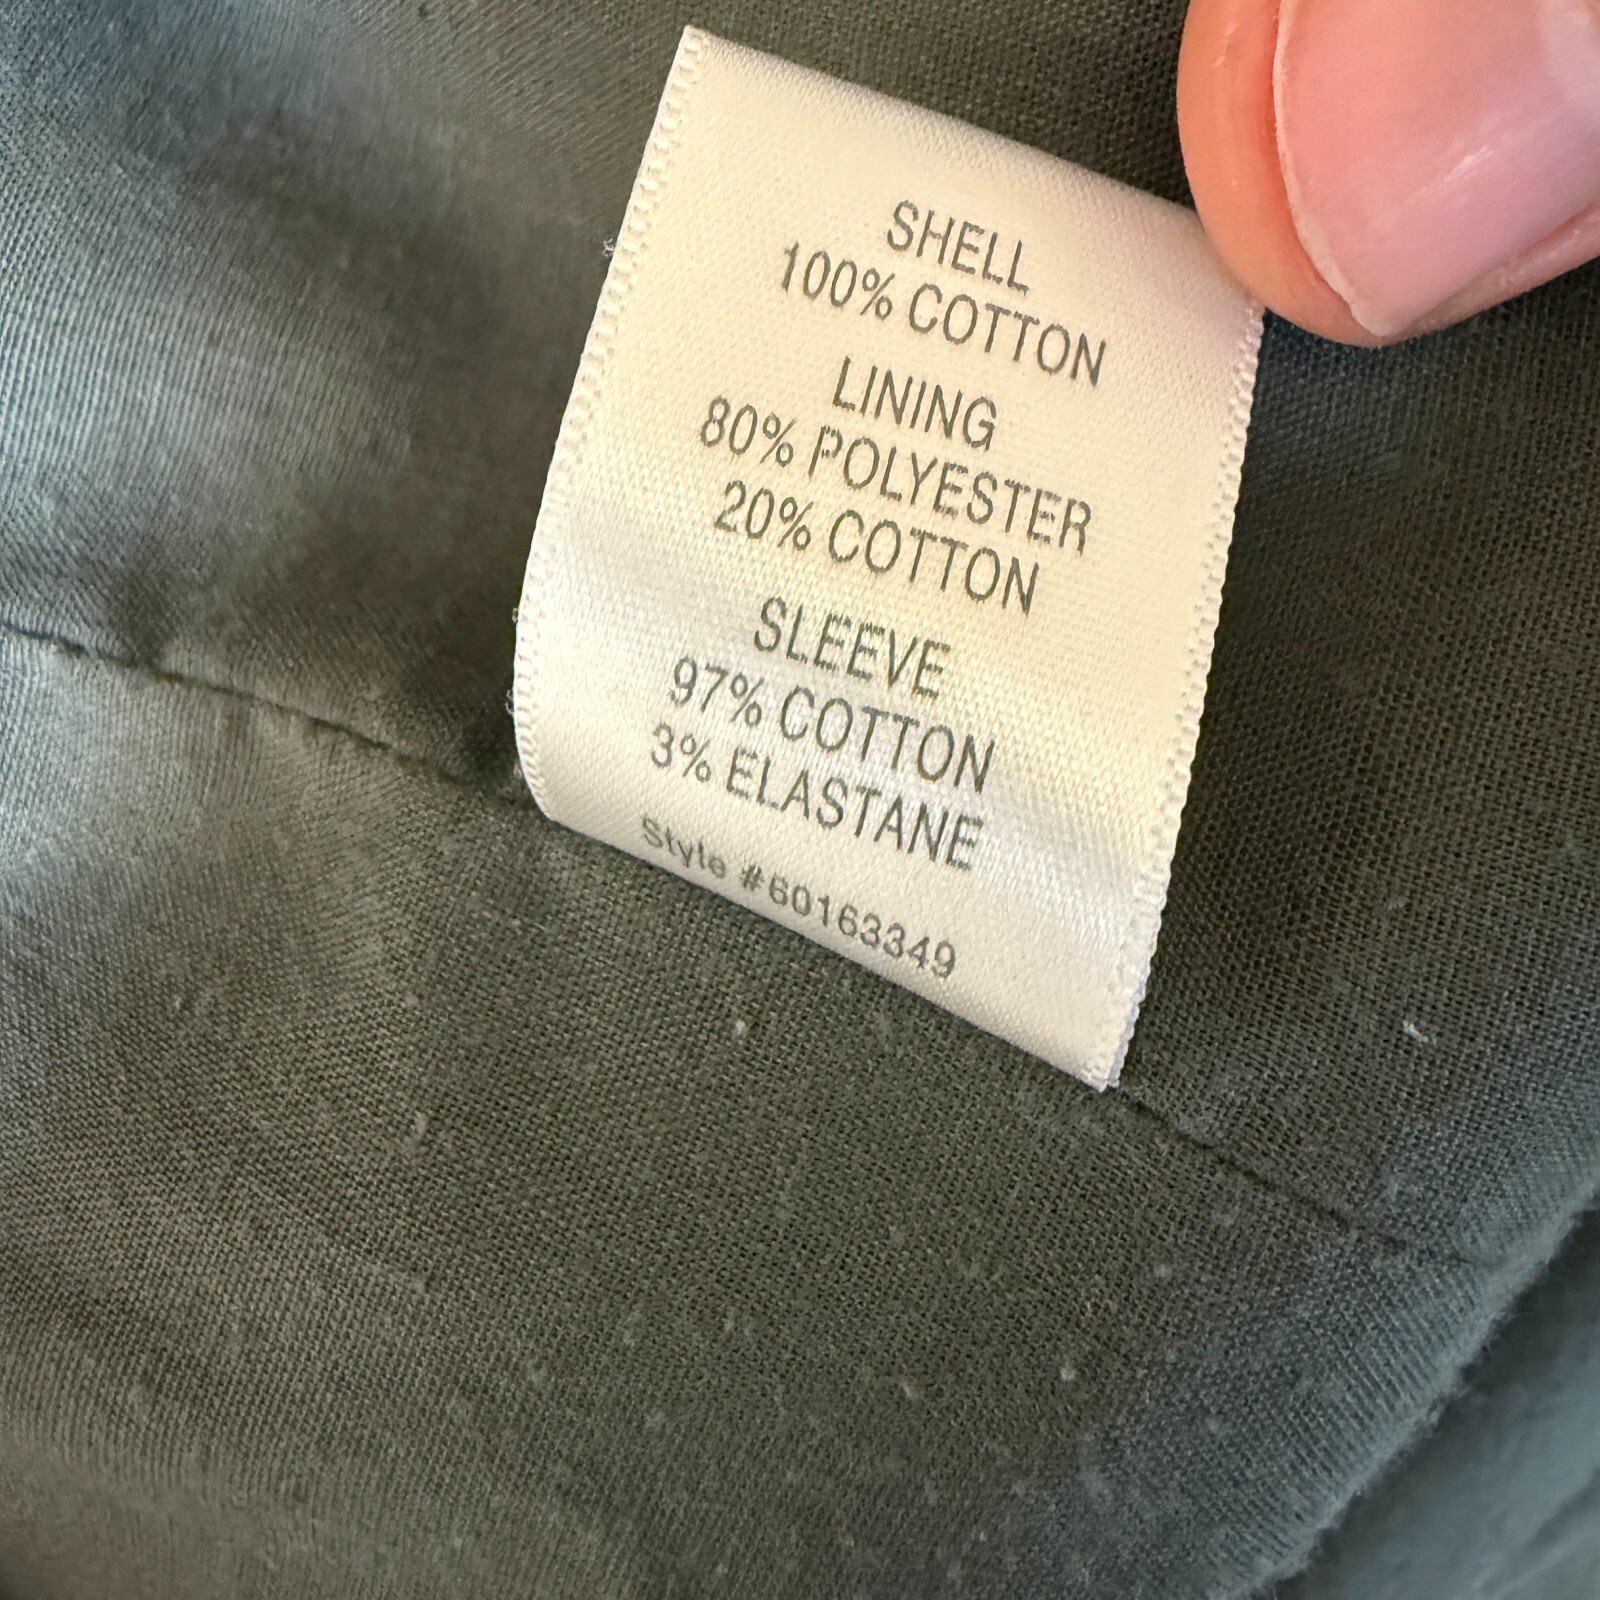 SHELL
100% COTTON
LINING
80% POLYESTER
20% COTTON
SLEEVE
97% COTTON
3% ELASTANE
Style #60163349